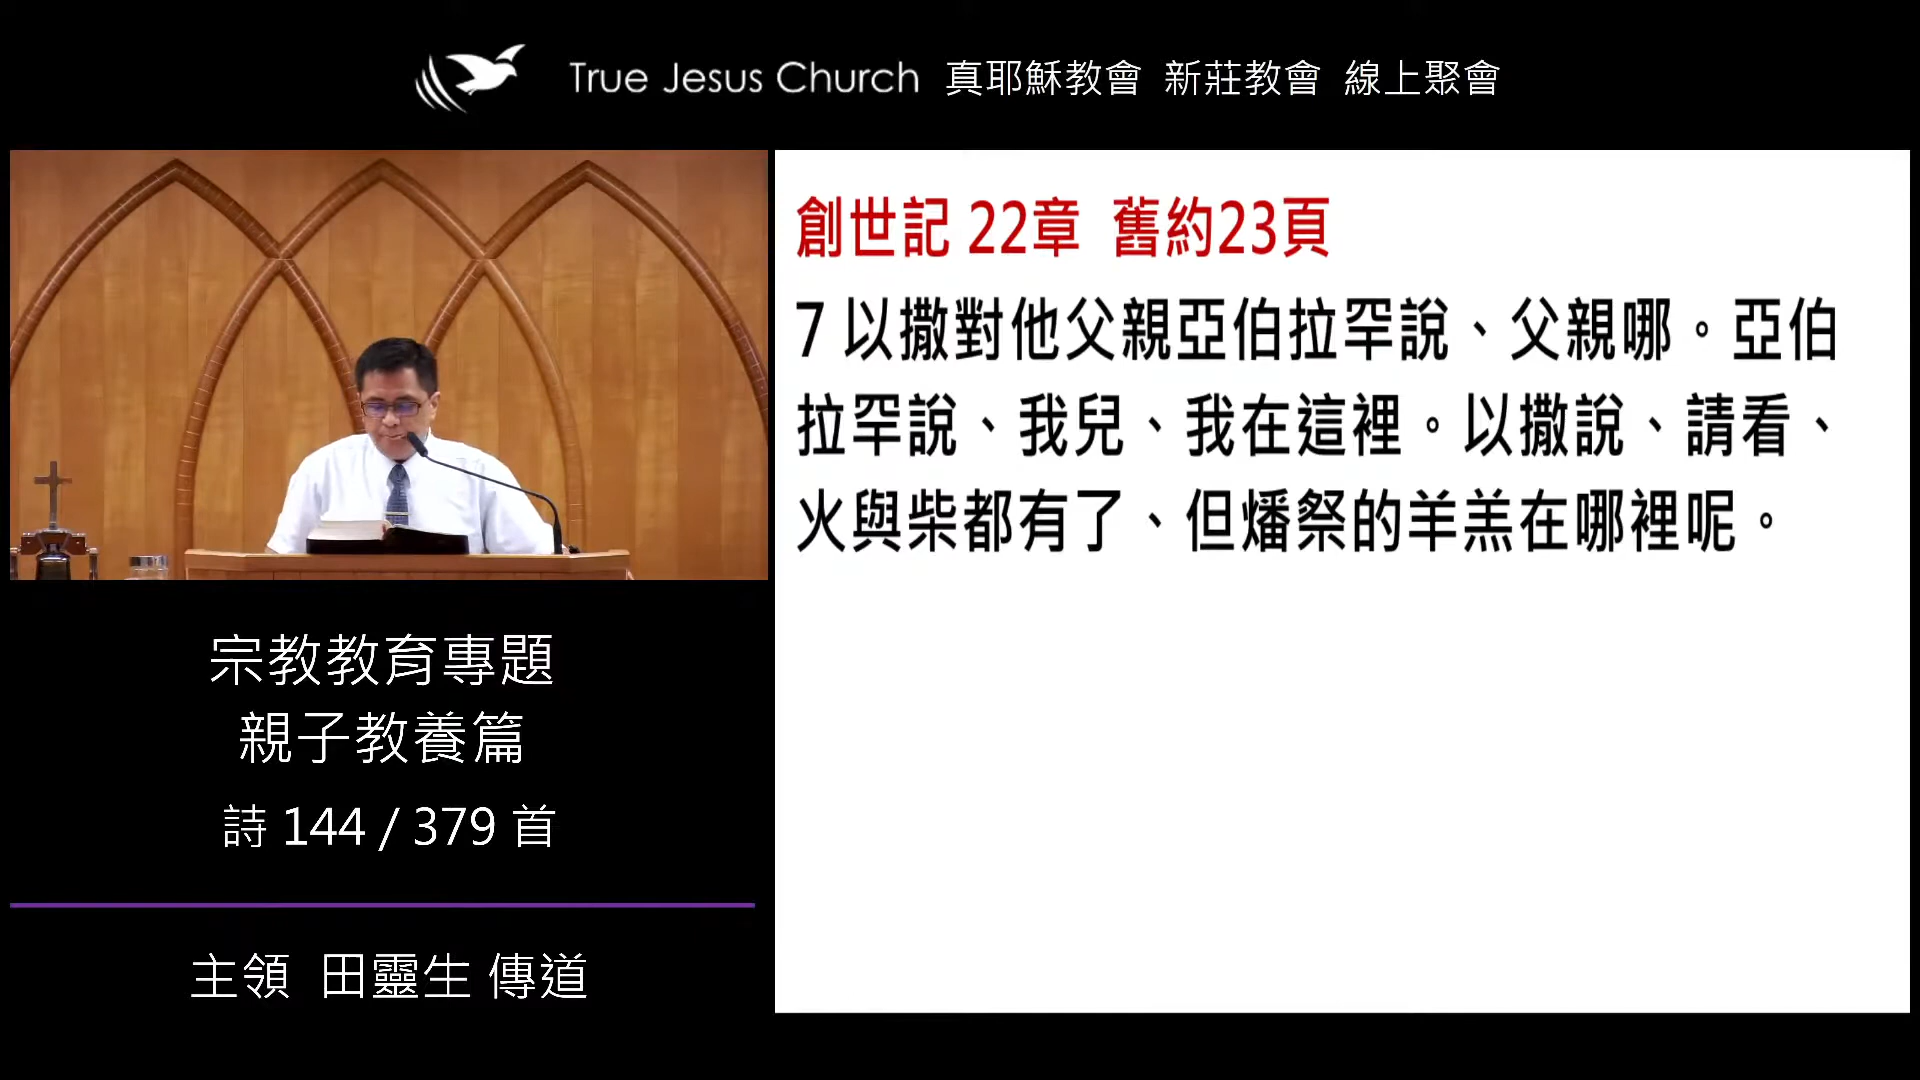 True Jesus Church 真耶穌教會 新莊教會 線上聚會
創世記 22章 舊約23頁
7 以撒對他父親亞伯拉罕說、父親哪。亞伯
拉罕說、我兒、我在這裡。以撒說、請看、
火與柴都有了、但燔祭的羊羔在哪裡呢。
宗教教育專題
親子教養篇
詩 144 / 379 首
主領 田靈生 傳道